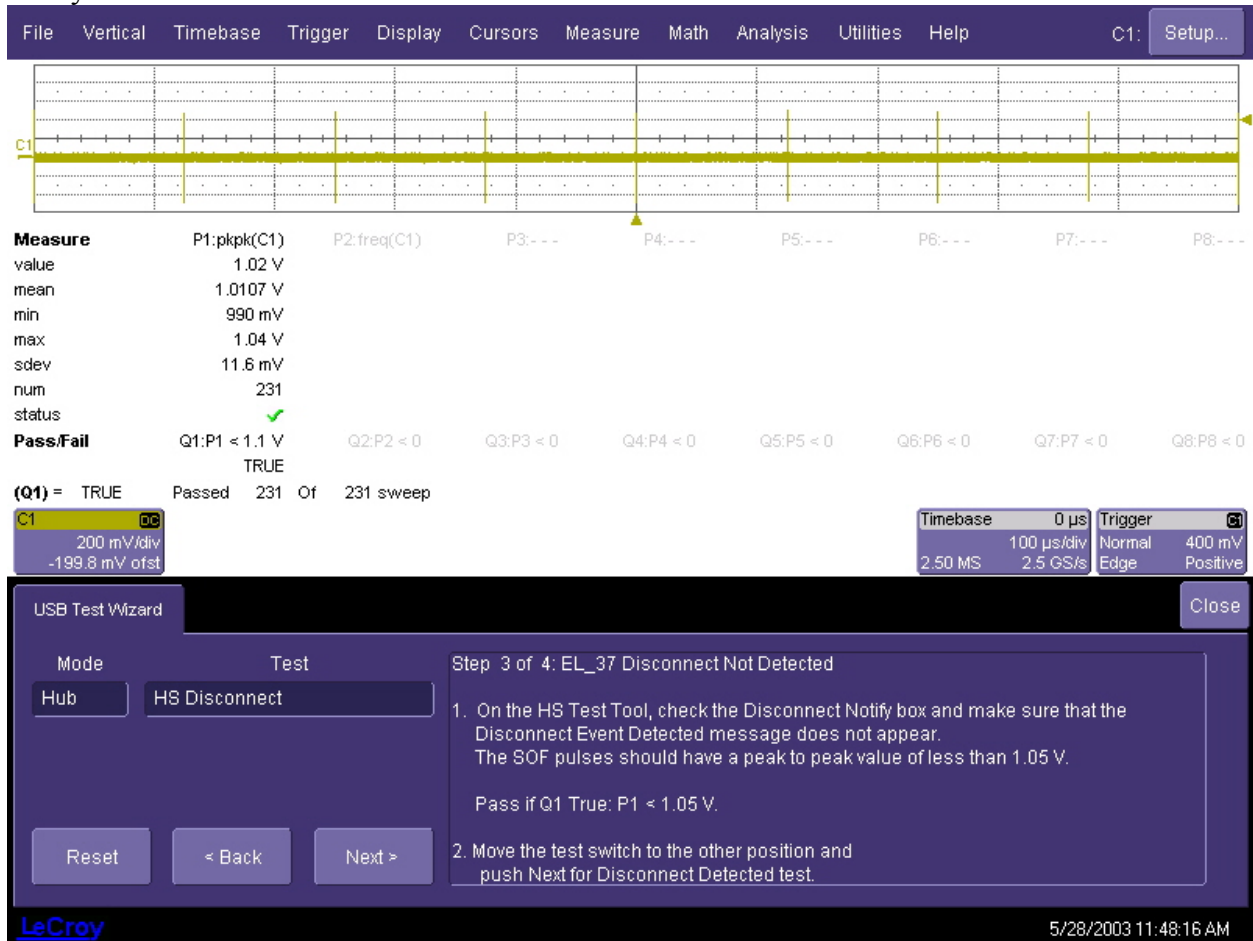 File Vertical Timebase Trigger Display Cursors Measure Math Analysis Utilities Help C1: Setup...
C1
Measure P1:pkpk(C1) P2:freq(C1) P3:- - - P4:- - - P5:- - - P6:- - - P7:- - - P8:- - -
value 1.02 V
mean 1.0107 V
min 990 mV
max 1.04 V
sdev 11.6 mV
num 231
status
Pass/Fail Q1:P1 < 1.1 V Q2:P2 < 0 Q3:P3 < 0 Q4:P4 < 0 Q5:P5 < 0 Q6:P6 < 0 Q7:P7 < 0 Q8:P8 < 0
TRUE
(Q1) = TRUE Passed 231 Of 231 sweep
C1 DC
200 mV/div
-199.8 mV ofst
Timebase 0 µs
100 µs/div
2.50 MS 2.5 GS/s
Trigger C1
Normal 400 mV
Edge Positive
USB Test Wizard
Close
Mode Test
Hub HS Disconnect
Step 3 of 4: EL_37 Disconnect Not Detected
1. On the HS Test Tool, check the Disconnect Notify box and make sure that the
Disconnect Event Detected message does not appear.
The SOF pulses should have a peak to peak value of less than 1.05 V.
Pass if Q1 True: P1 < 1.05 V.
2. Move the test switch to the other position and
push Next for Disconnect Detected test.
Reset < Back Next >
LeCroy
5/28/2003 11:48:16 AM